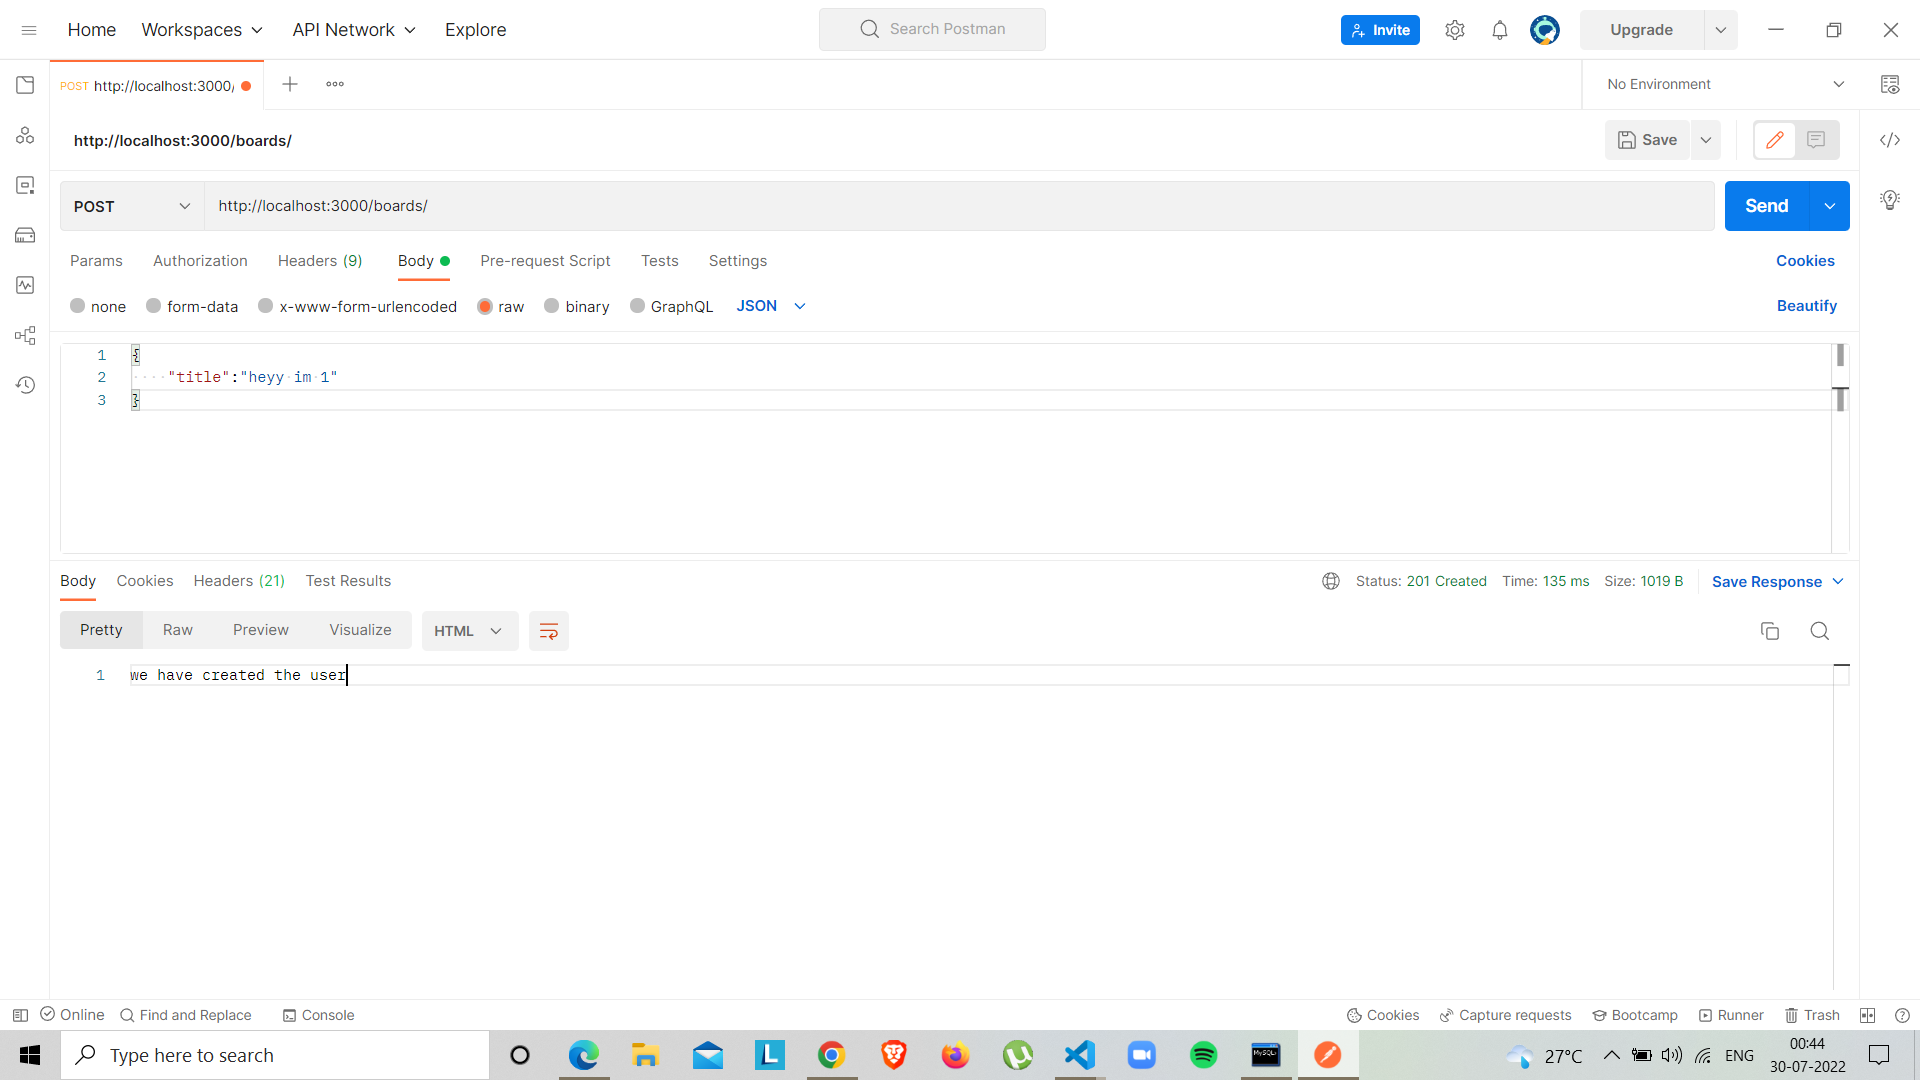 Home Workspaces API Network Explore Search Postman Invite Upgrade
POST http://localhost:3000/ No Environment
http://localhost:3000/boards/ Save
POST http://localhost:3000/boards/ Send
Params Authorization Headers (9) Body Pre-request Script Tests Settings Cookies
none form-data x-www-form-urlencoded raw binary GraphQL JSON Beautify
1 {
2 "title":"heyy im 1"
3 }
Body Cookies Headers (21) Test Results Status: 201 Created Time: 135 ms Size: 1019 B Save Response
Pretty Raw Preview Visualize HTML
1 we have created the user
Online Find and Replace Console Cookies Capture requests Bootcamp Runner Trash
Type here to search L MySQL 27°C ENG 00:44
30-07-2022